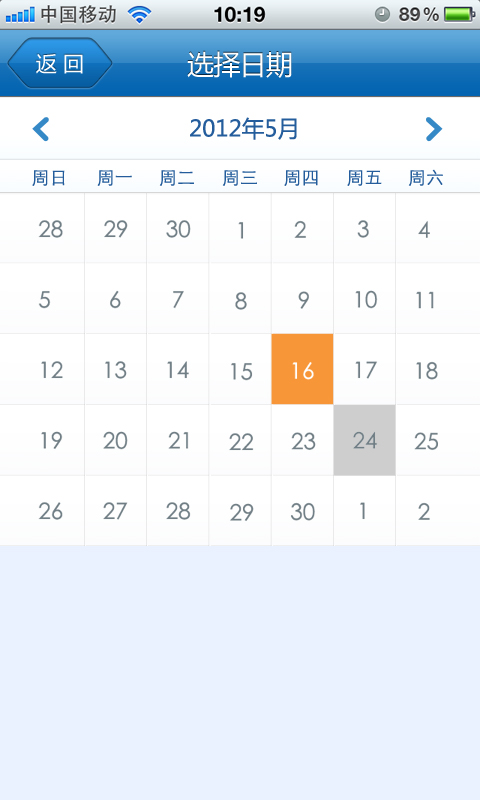 中国移动 10:19 89%
返回 选择日期
2012年5月
周日 周一 周二 周三 周四 周五 周六
28 29 30 1 2 3 4
5 6 7 8 9 10 11
12 13 14 15 16 17 18
19 20 21 22 23 24 25
26 27 28 29 30 1 2